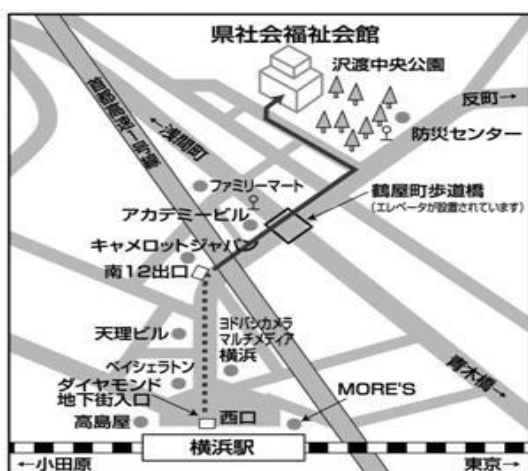 県社会福祉会館
沢渡中央公園
反町→
防災センター
首都高速一号線
←浅間町
ファミリーマート
鶴屋町歩道橋
(エレベータが設置されています)
アカデミービル
キャメロットジャパン
南12出口
天理ビル
ヨドバシカメラ
マルチメディア
横浜
ベイシェラトン
ダイヤモンド
地下街入口
青木橋
MORE'S
高島屋
西口
横浜駅
←小田原
東京→